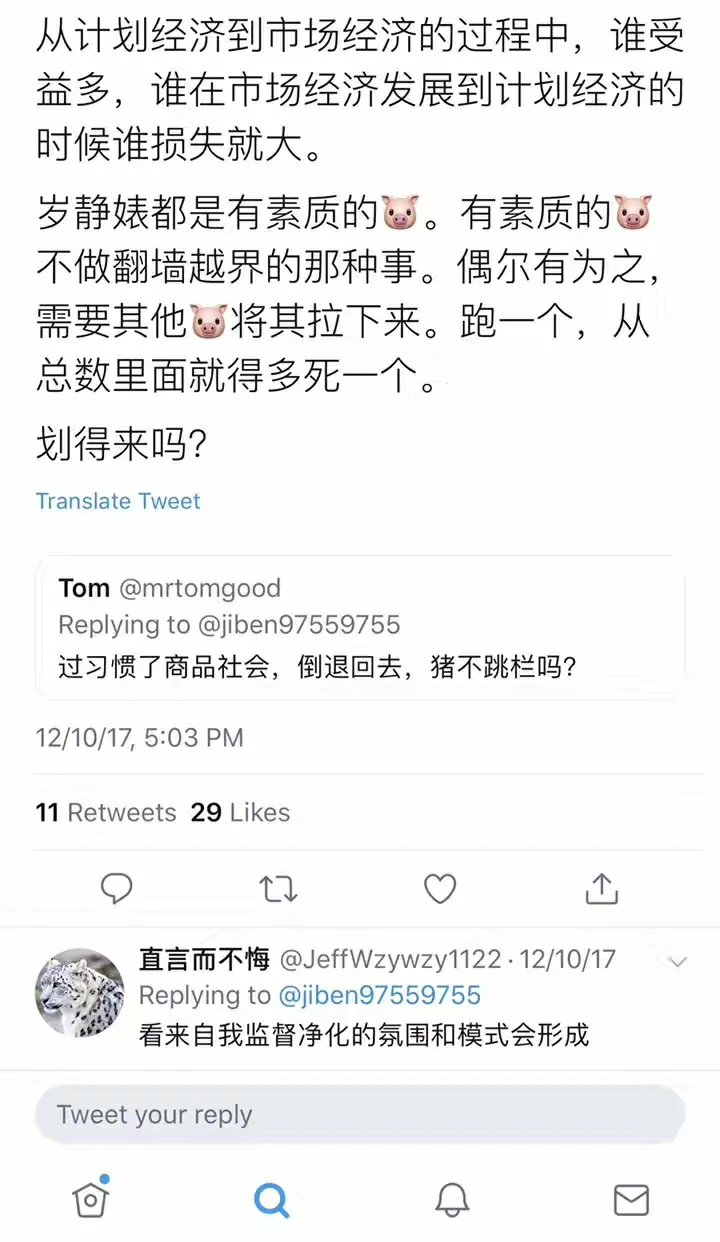 从计划经济到市场经济的过程中，谁受
益多，谁在市场经济发展到计划经济的
时候谁损失就大。
岁静婊都是有素质的🐷。有素质的🐷
不做翻墙越界的那种事。偶尔有为之，
需要其他🐷将其拉下来。跑一个，从
总数里面就得多死一个。
划得来吗？
Translate Tweet
Tom @mrtomgood
Replying to @jiben97559755
过习惯了商品社会，倒退回去，猪不跳栏吗？
12/10/17, 5:03 PM
11 Retweets 29 Likes
直言而不悔 @JeffWzywzy1122 · 12/10/17
Replying to @jiben97559755
看来自我监督净化的氛围和模式会形成
Tweet your reply